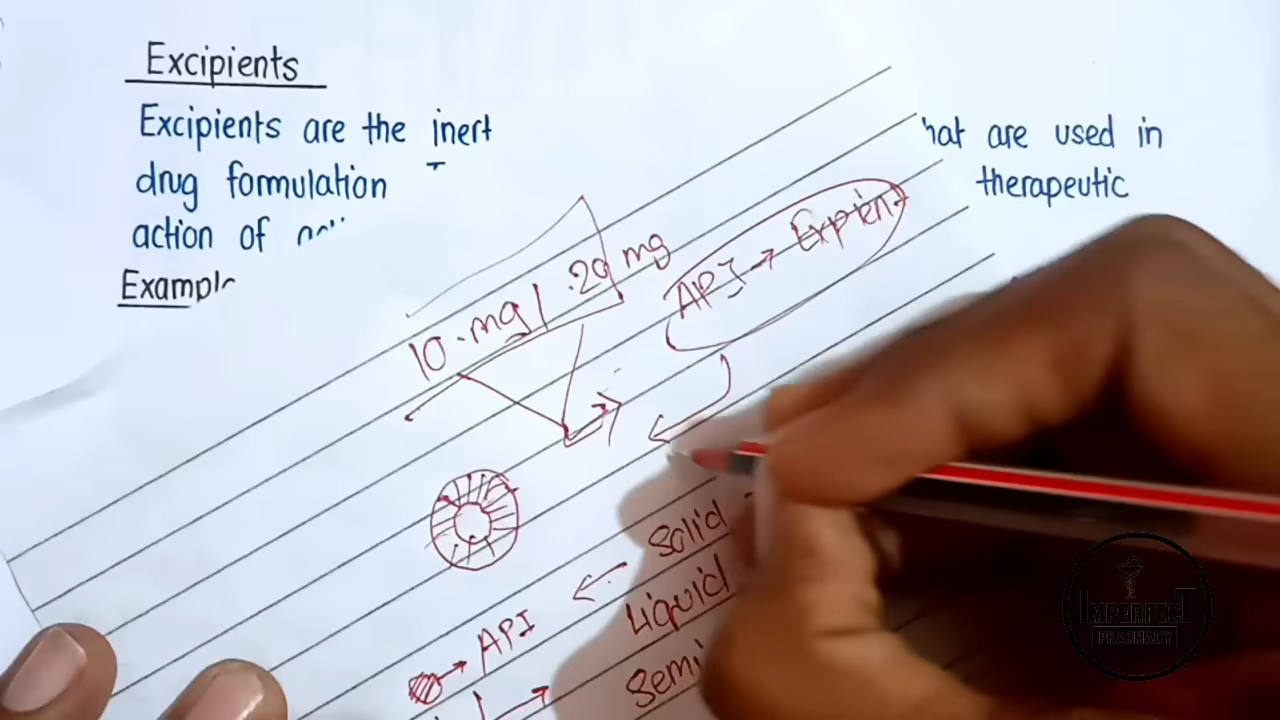 Excipients
Excipients are the inert
hat are used in
drug formulation
therapeutic
action of
Example
10 mg / 20 mg
API → Expient
solid
liquid
semi
API
IMPERFECT
PHARMACY